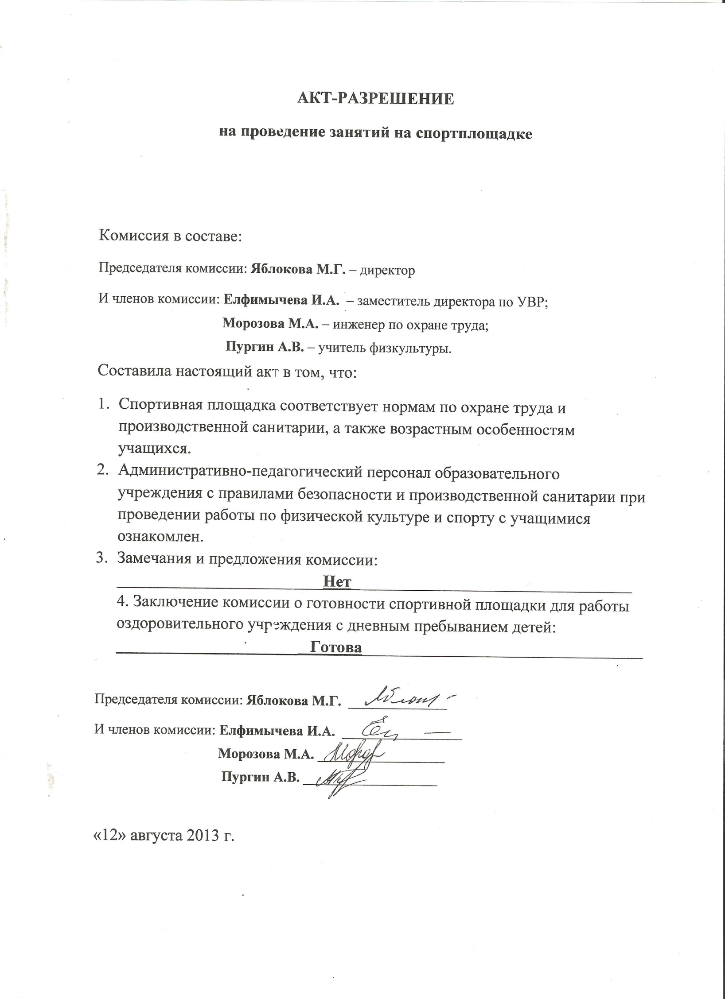 АКТ-РАЗРЕШЕНИЕ
на проведение занятий на спортплощадке
Комиссия в составе:
Председателя комиссии: Яблокова М.Г. – директор
И членов комиссии: Елфимычева И.А. – заместитель директора по УВР;
Морозова М.А. – инженер по охране труда;
Пургин А.В. – учитель физкультуры.
Составила настоящий акт в том, что:
1. Спортивная площадка соответствует нормам по охране труда и
производственной санитарии, а также возрастным особенностям
учащихся.
2. Административно-педагогический персонал образовательного
учреждения с правилами безопасности и производственной санитарии при
проведении работы по физической культуре и спорту с учащимися
ознакомлен.
3. Замечания и предложения комиссии:
Нет
4. Заключение комиссии о готовности спортивной площадки для работы
оздоровительного учреждения с дневным пребыванием детей:
Готова
Председателя комиссии: Яблокова М.Г.
И членов комиссии: Елфимычева И.А.
Морозова М.А.
Пургин А.В.
«12» августа 2013 г.